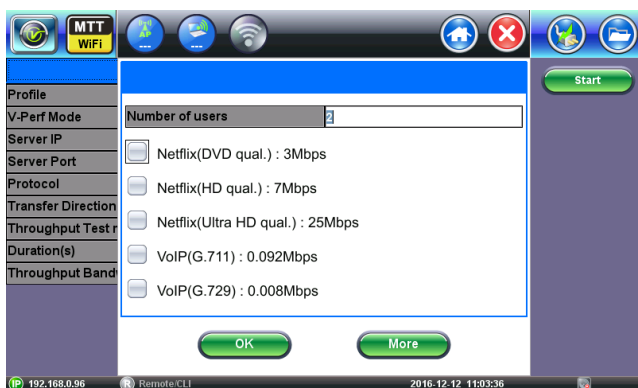 MTT
WiFi
AP
---
---
Start
Profile
V-Perf Mode
Server IP
Server Port
Protocol
Transfer Direction
Throughput Test
Duration(s)
Throughput
Number of users 2
Netflix(DVD qual.) : 3Mbps
Netflix(HD qual.) : 7Mbps
Netflix(Ultra HD qual.) : 25Mbps
VoIP(G.711) : 0.092Mbps
VoIP(G.729) : 0.008Mbps
OK
More
IP 192.168.0.96
R Remote/CLI
2016-12-12 11:03:36